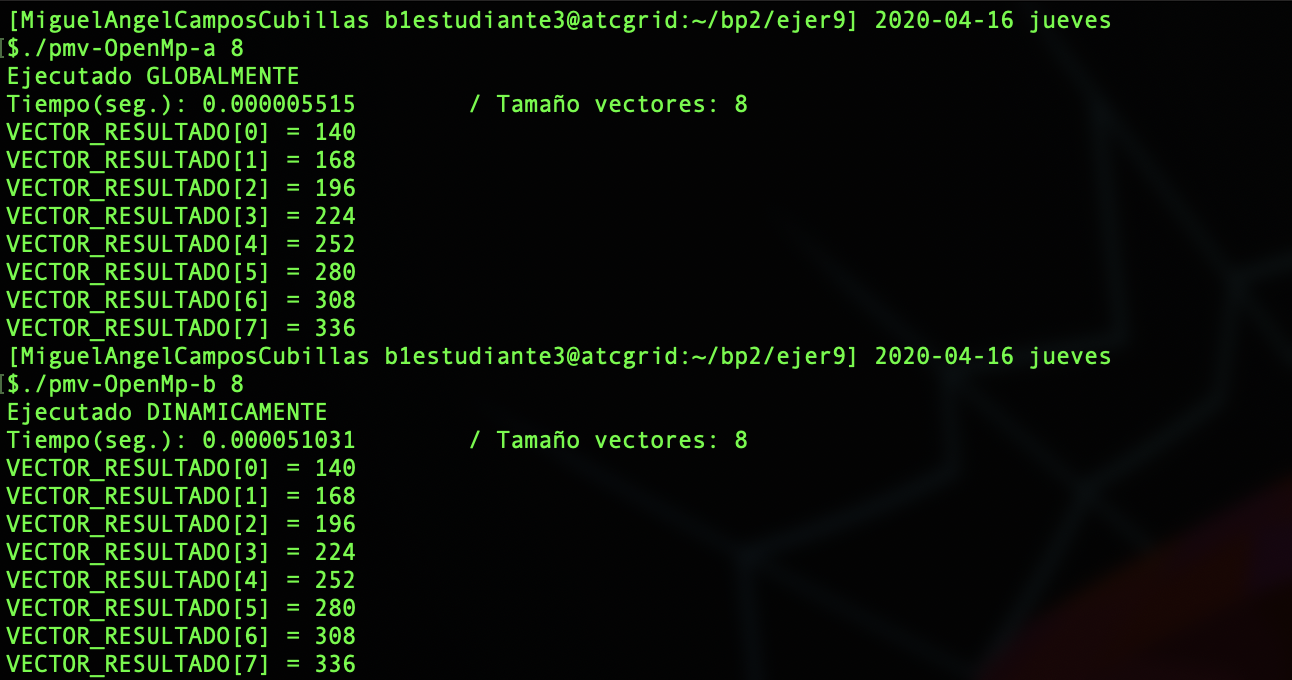 [MiguelAngelCamposCubillas b1estudiante3@atcgrid:~/bp2/ejer9] 2020-04-16 jueves
[$./pmv-OpenMp-a 8
Ejecutado GLOBALMENTE
Tiempo(seg.): 0.000005515 / Tamaño vectores: 8
VECTOR_RESULTADO[0] = 140
VECTOR_RESULTADO[1] = 168
VECTOR_RESULTADO[2] = 196
VECTOR_RESULTADO[3] = 224
VECTOR_RESULTADO[4] = 252
VECTOR_RESULTADO[5] = 280
VECTOR_RESULTADO[6] = 308
VECTOR_RESULTADO[7] = 336
[MiguelAngelCamposCubillas b1estudiante3@atcgrid:~/bp2/ejer9] 2020-04-16 jueves
[$./pmv-OpenMp-b 8
Ejecutado DINAMICAMENTE
Tiempo(seg.): 0.000051031 / Tamaño vectores: 8
VECTOR_RESULTADO[0] = 140
VECTOR_RESULTADO[1] = 168
VECTOR_RESULTADO[2] = 196
VECTOR_RESULTADO[3] = 224
VECTOR_RESULTADO[4] = 252
VECTOR_RESULTADO[5] = 280
VECTOR_RESULTADO[6] = 308
VECTOR_RESULTADO[7] = 336